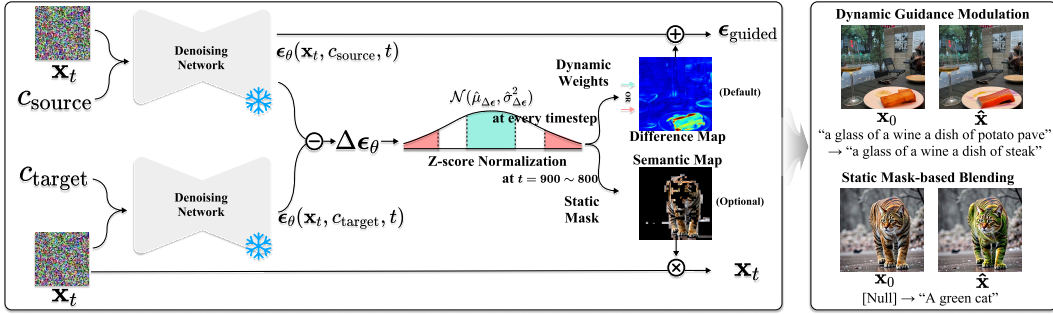 x_t
c_source
Denoising
Network
ϵ_θ(x_t, c_source, t)
c_target
Denoising
Network
ϵ_θ(x_t, c_target, t)
x_t
− Δϵ_θ
N(μ̂_Δϵ, σ̂²_Δϵ)
at every timestep
Z-score Normalization
at t = 900 ∼ 800
Dynamic
Weights
OR
(Default)
Difference Map
Semantic Map
Static
Mask
(Optional)
+ ϵ_guided
× x_t
Dynamic Guidance Modulation
x_0 x̂
“a glass of a wine a dish of potato pave”
→ “a glass of a wine a dish of steak”
Static Mask-based Blending
x_0 x̂
[Null] → “A green cat”